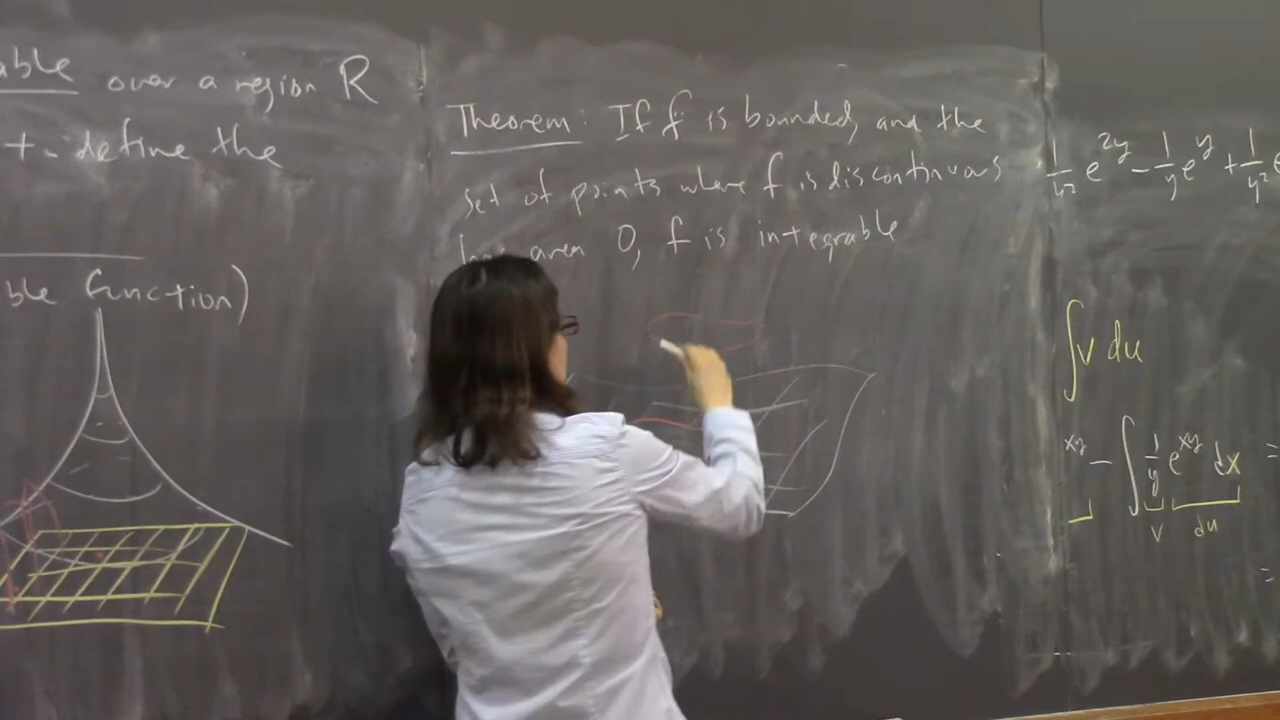 able over a region R
t- define the
ble function)
Theorem: If f is bounded, and the
set of points where f is discontinuous
area 0, f is integrable
1/y² e^{2y} - 1/y e^y + 1/y² e
∫ v du
xy - ∫ 1/y e^{xy} dx =
v du
=